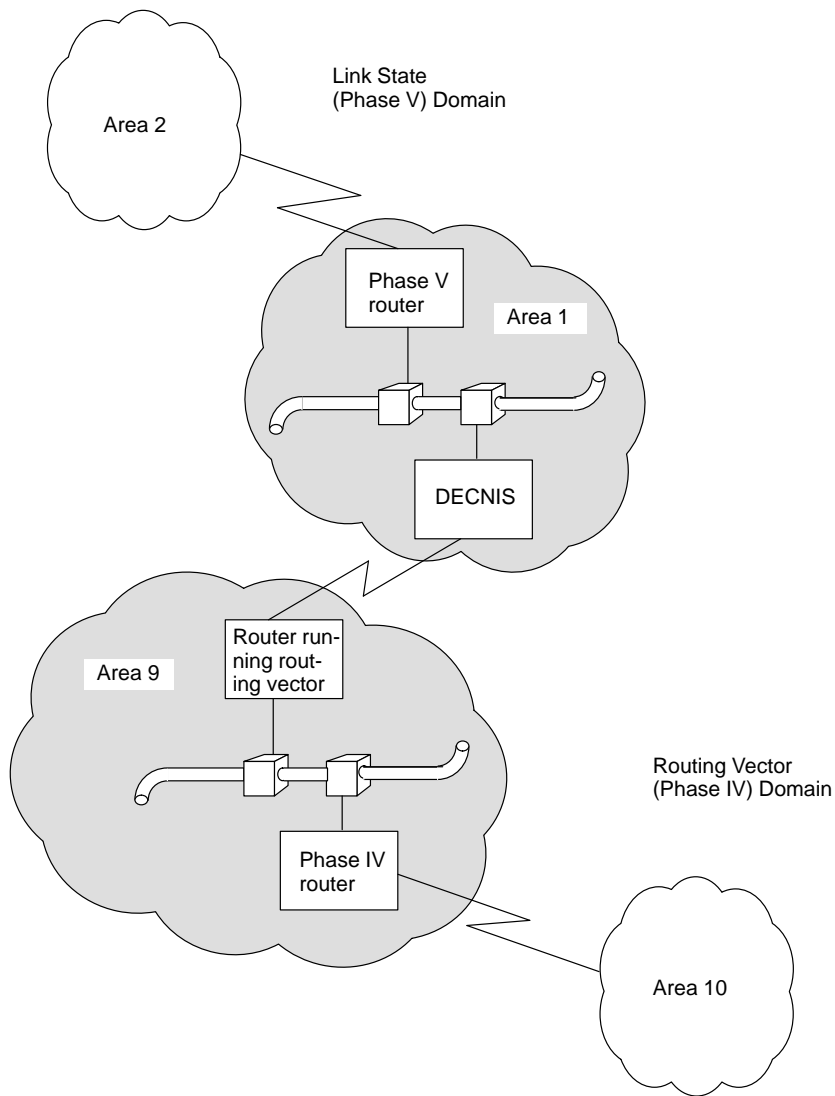 Link State
(Phase V) Domain
Area 2
Phase V
router
Area 1
DECNIS
Router run-
ning rout-
ing vector
Area 9
Routing Vector
(Phase IV) Domain
Phase IV
router
Area 10